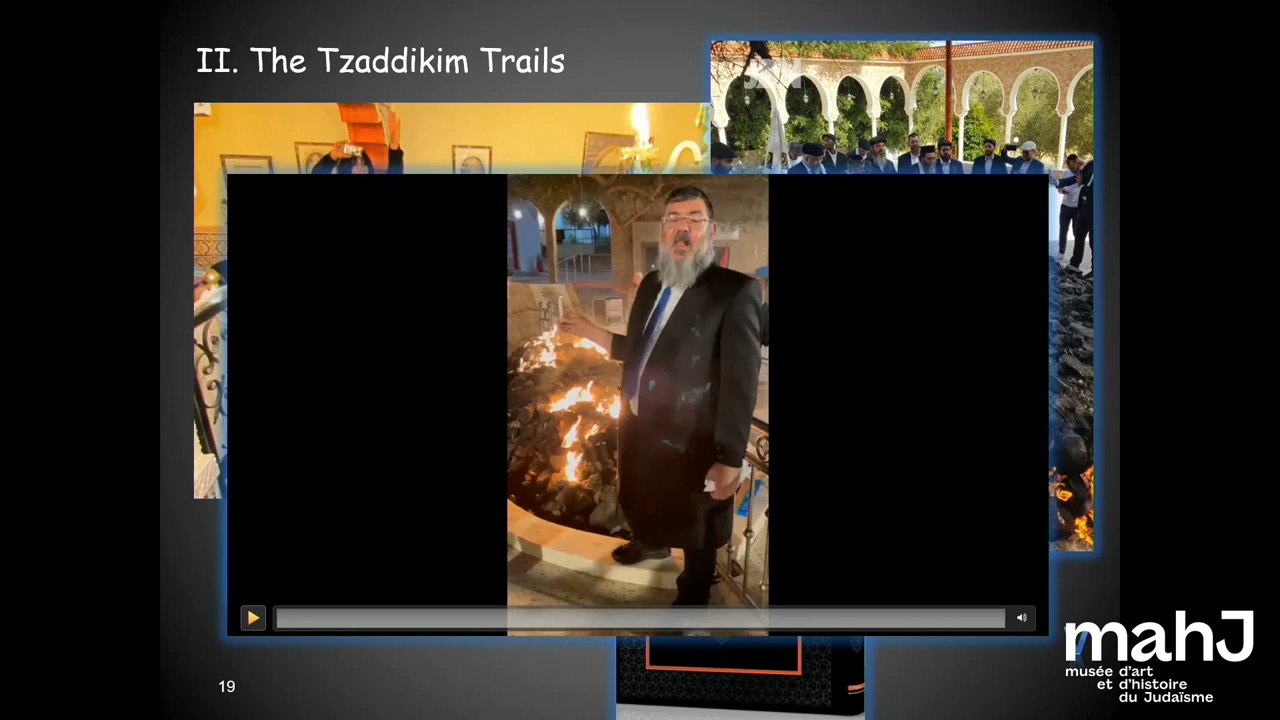 II. The Tzaddikim Trails
19
mahJ
musée d'art
et d'histoire
du Judaïsme